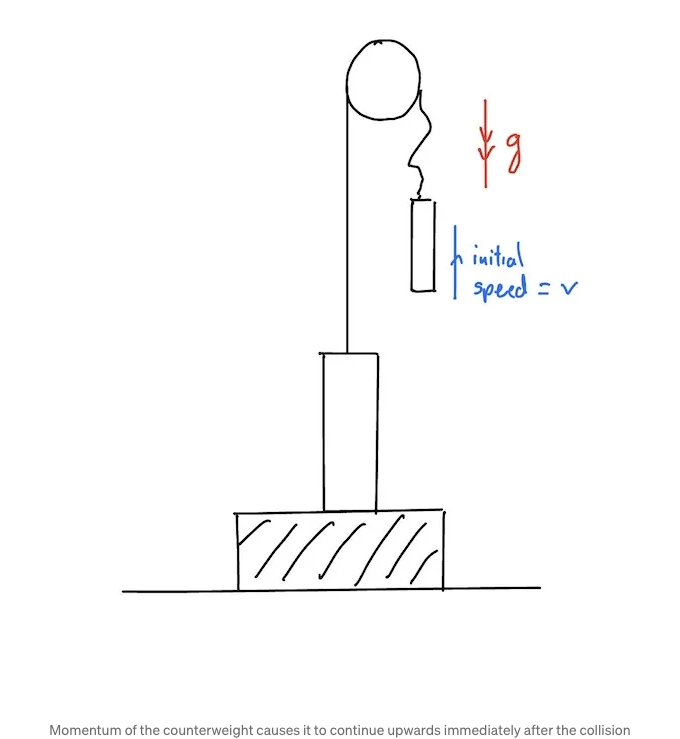 g
initial
speed = v
Momentum of the counterweight causes it to continue upwards immediately after the collision